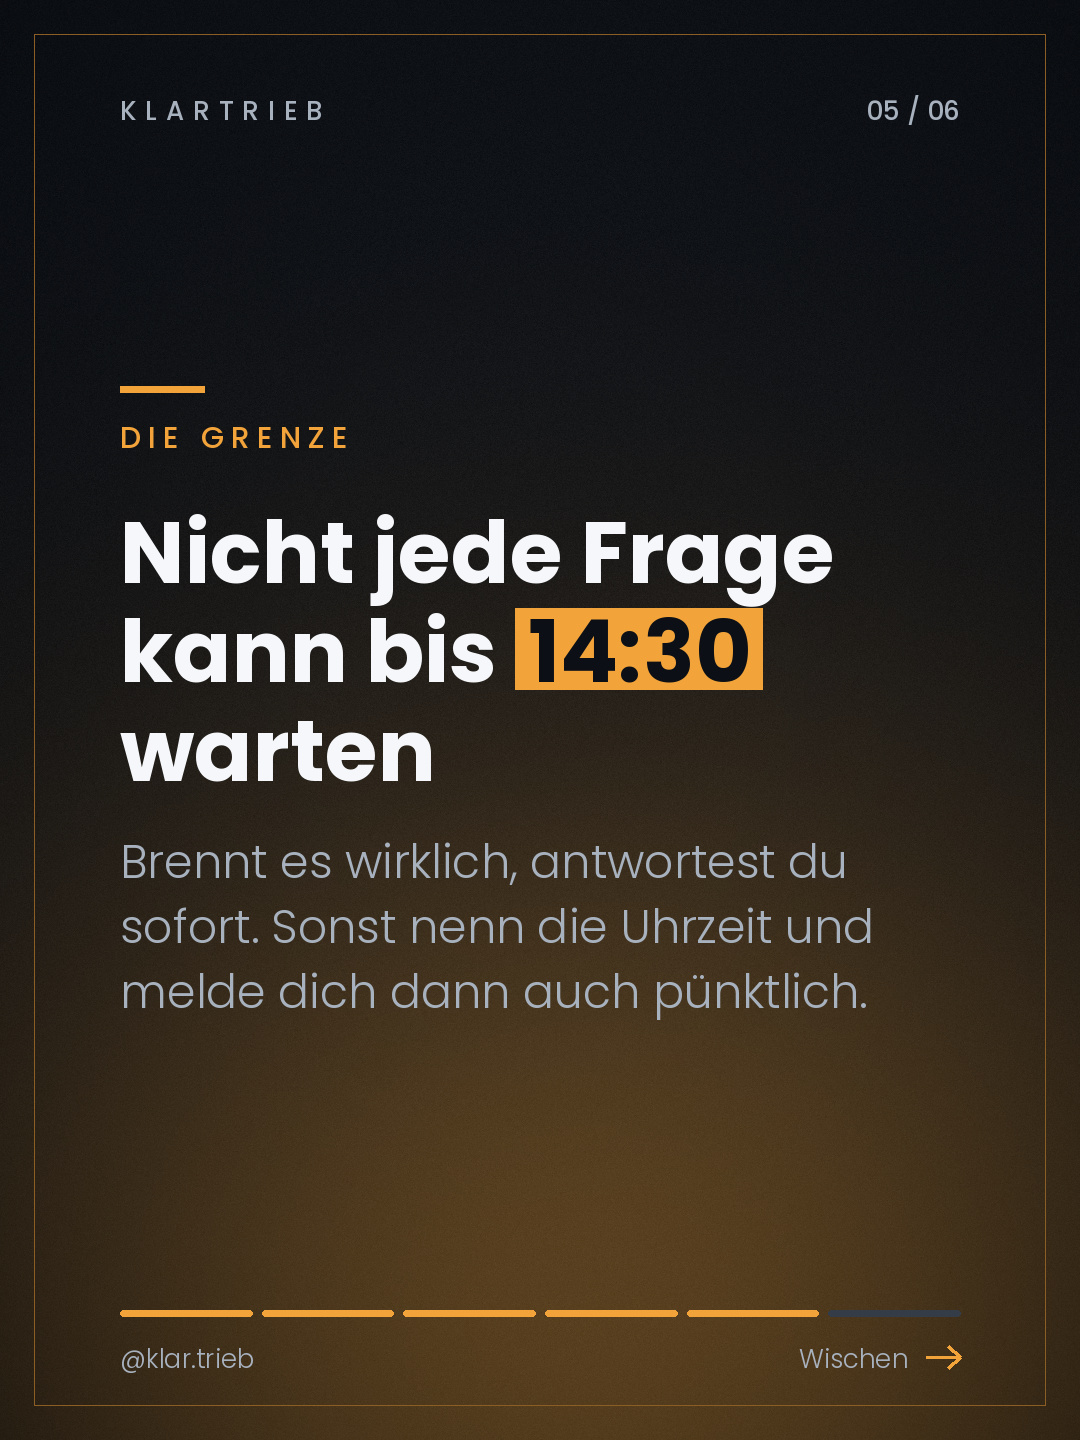 KLARTRIEB
05 / 06
DIE GRENZE
Nicht jede Frage
kann bis 14:30
warten
Brennt es wirklich, antwortest du
sofort. Sonst nenn die Uhrzeit und
melde dich dann auch pünktlich.
@klar.trieb
Wischen